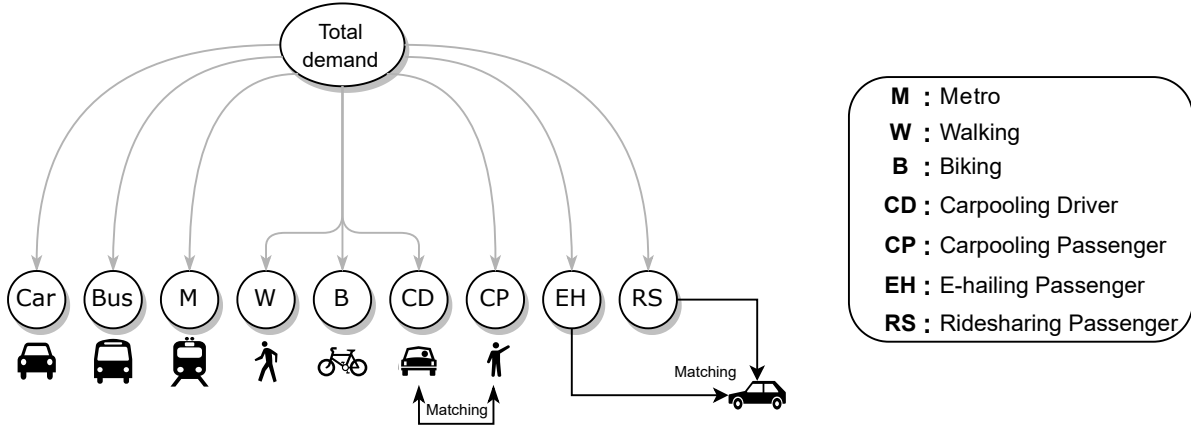 Total
demand
Car
Bus
M
W
B
CD
CP
EH
RS
Matching
Matching
M : Metro
W : Walking
B : Biking
CD : Carpooling Driver
CP : Carpooling Passenger
EH : E-hailing Passenger
RS : Ridesharing Passenger